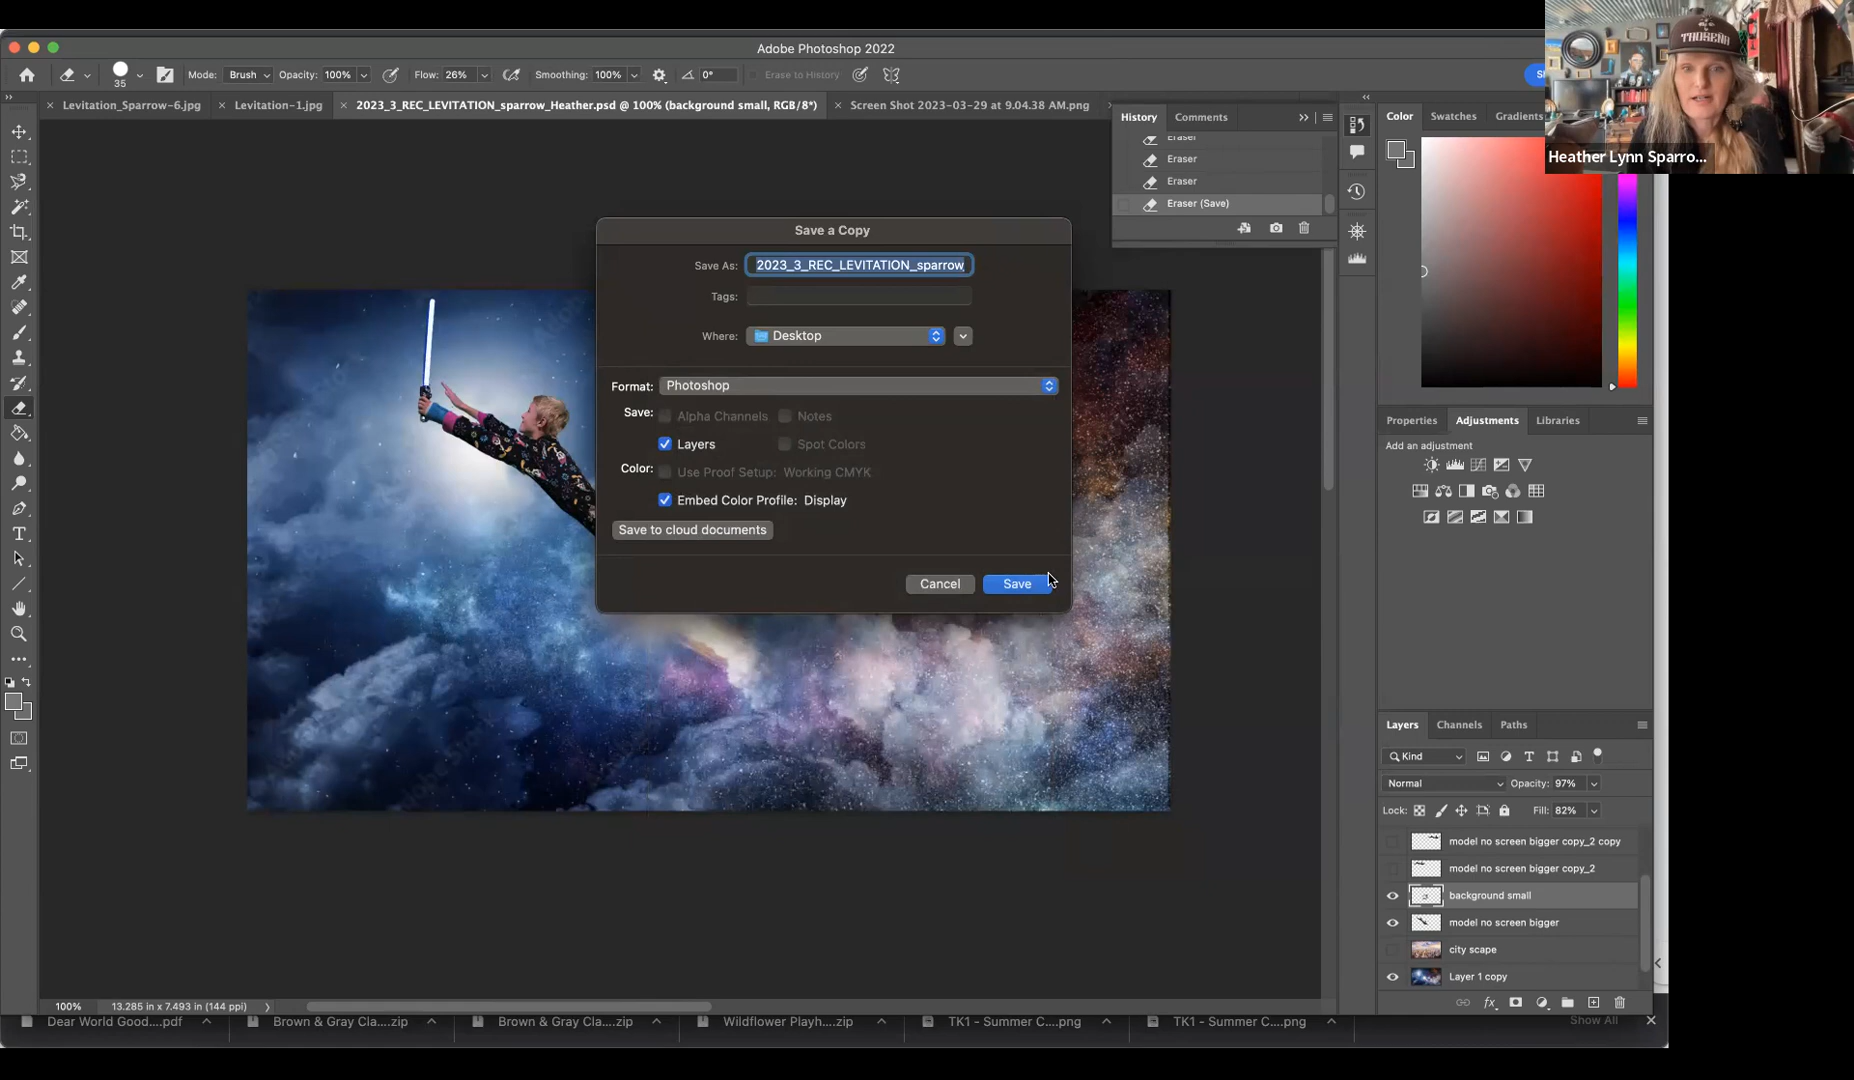 Adobe Photoshop 2022
THOSEÑA
Heather Lynn Sparro...
35
Mode: Brush
Opacity: 100%
Flow: 26%
Smoothing: 100%
0°
Erase to History
Levitation_Sparrow-6.jpg
Levitation-1.jpg
2023_3_REC_LEVITATION_sparrow_Heather.psd @ 100% (background small, RGB/8*)
Screen Shot 2023-03-29 at 9.04.38 AM.png
History
Comments
Eraser
Eraser
Eraser
Eraser (Save)
Color
Swatches
Gradients
Save a Copy
Save As: 2023_3_REC_LEVITATION_sparrow
Tags:
Where: Desktop
Format: Photoshop
Save: Alpha Channels
Notes
Layers
Spot Colors
Color: Use Proof Setup: Working CMYK
Embed Color Profile: Display
Save to cloud documents
Cancel
Save
Properties
Adjustments
Libraries
Add an adjustment
Layers
Channels
Paths
Kind
Normal
Opacity: 97%
Lock:
Fill: 82%
model no screen bigger copy_2 copy
model no screen bigger copy_2
background small
model no screen bigger
city scape
Layer 1 copy
100%
13.285 in x 7.493 in (144 ppi)
Dear World Good....pdf
Brown & Gray Cla....zip
Brown & Gray Cla....zip
Wildflower Playh....zip
TK1 - Summer C....png
TK1 - Summer C....png
Show All